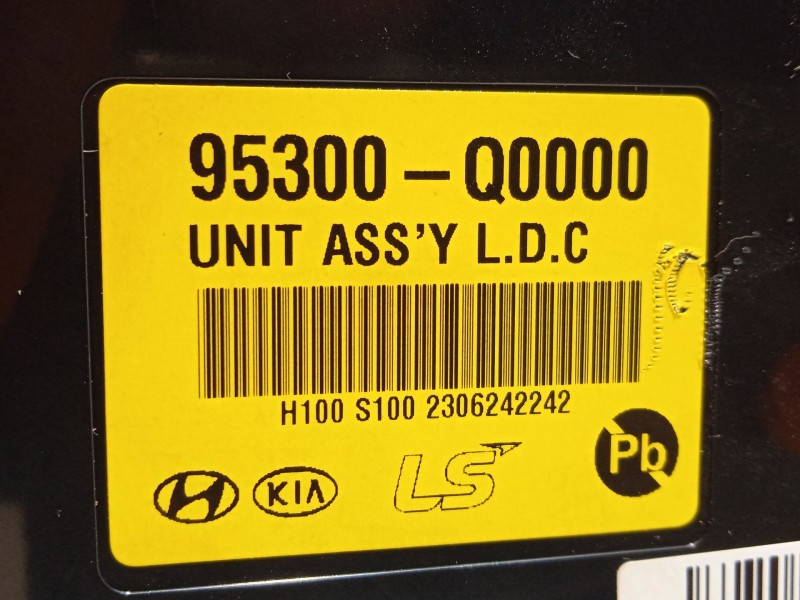 95300-Q0000
UNIT ASS'Y L.D.C
H100 S100 2306242242
KIA LS Pb